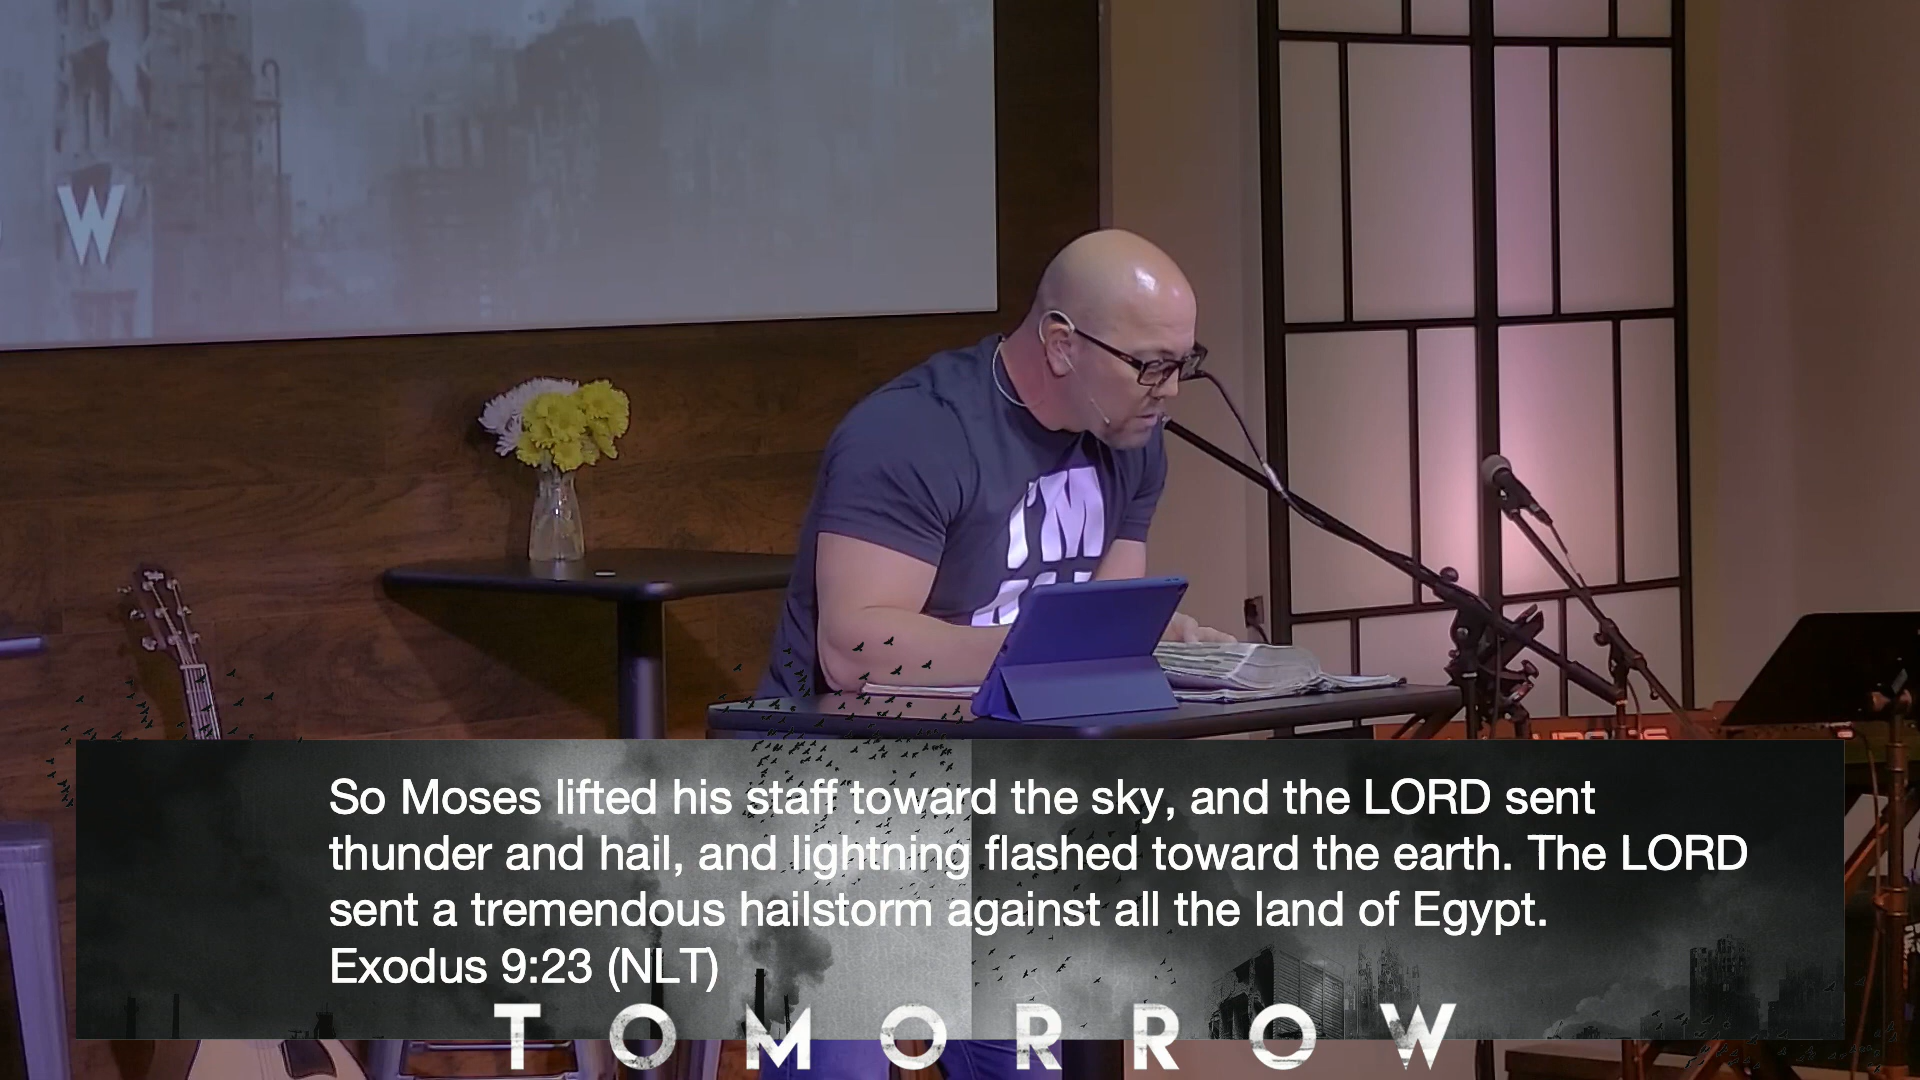 W
I'M
So Moses lifted his staff toward the sky, and the LORD sent
thunder and hail, and lightning flashed toward the earth. The LORD
sent a tremendous hailstorm against all the land of Egypt.
Exodus 9:23 (NLT)
TOMORROW